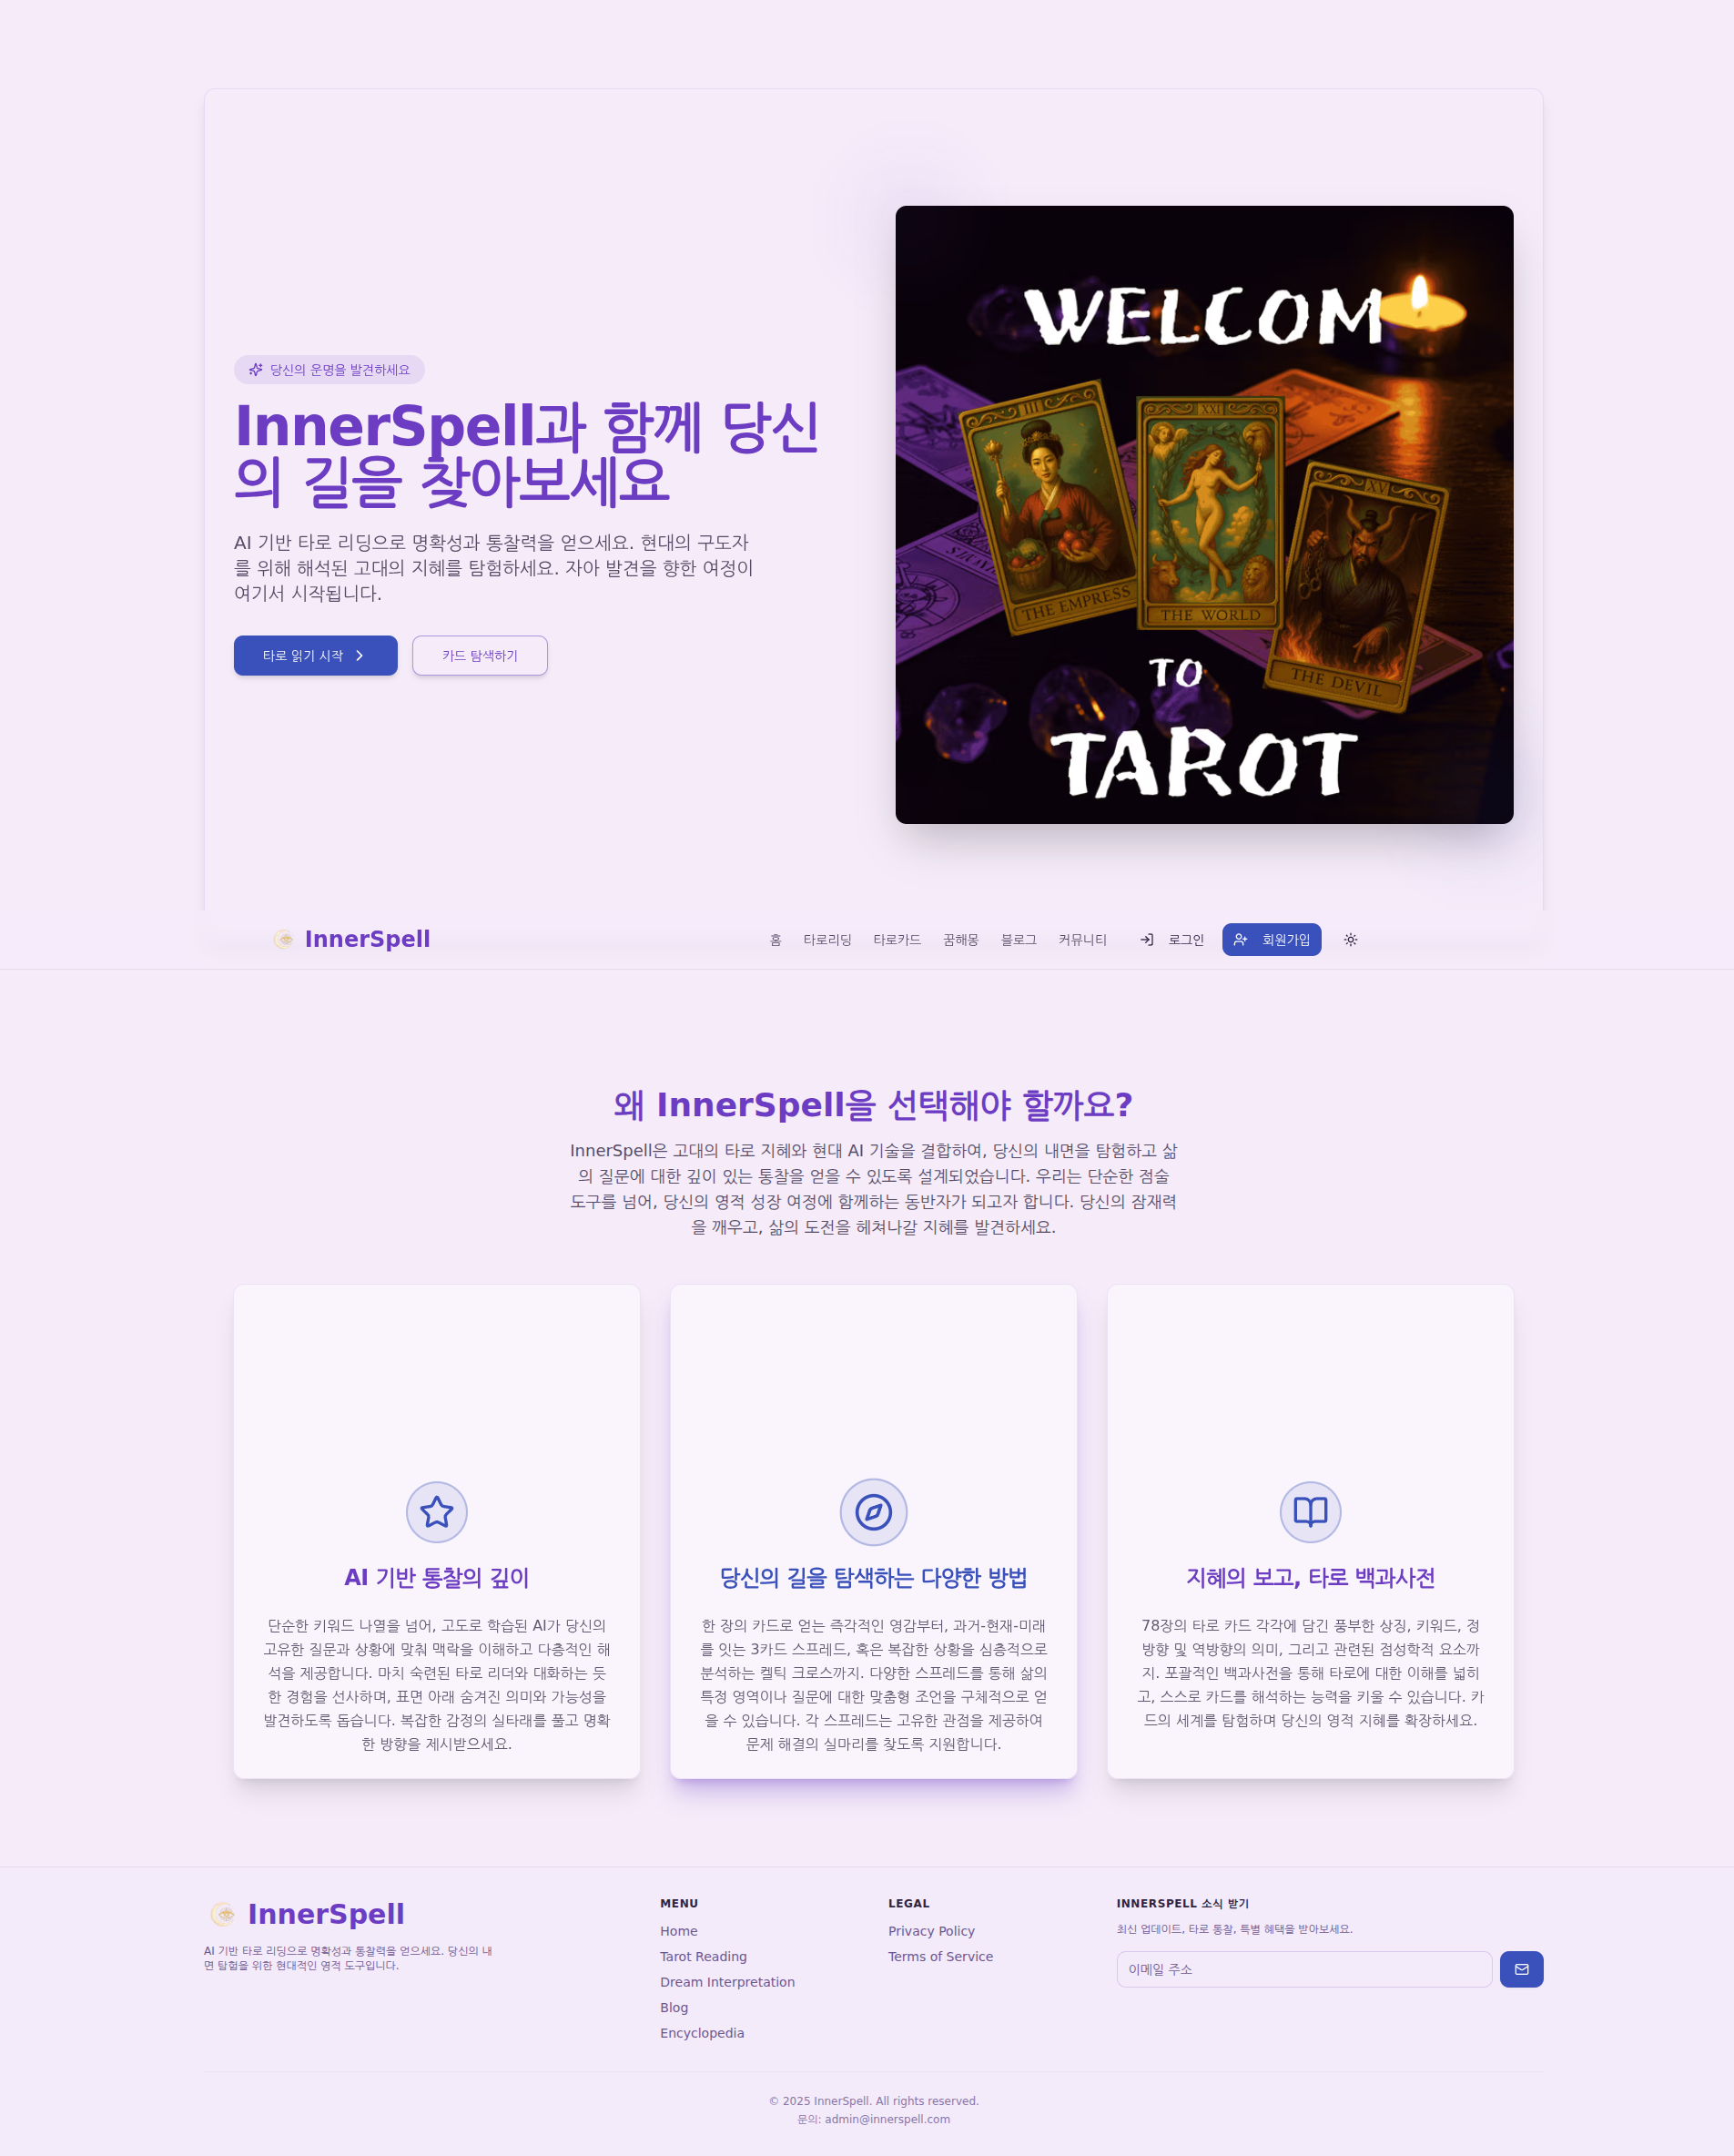 당신의 운명을 발견하세요
InnerSpell과 함께 당신
의 길을 찾아보세요
AI 기반 타로 리딩으로 명확성과 통찰력을 얻으세요. 현대의 구도자
를 위해 해석된 고대의 지혜를 탐험하세요. 자아 발견을 향한 여정이
여기서 시작됩니다.
타로 읽기 시작
카드 탐색하기
WELCOM
III
THE EMPRESS
XXI
THE WORLD
XV
THE DEVIL
TO
TAROT
InnerSpell
홈 타로리딩 타로카드 꿈해몽 블로그 커뮤니티 로그인 회원가입
왜 InnerSpell을 선택해야 할까요?
InnerSpell은 고대의 타로 지혜와 현대 AI 기술을 결합하여, 당신의 내면을 탐험하고 삶
의 질문에 대한 깊이 있는 통찰을 얻을 수 있도록 설계되었습니다. 우리는 단순한 점술
도구를 넘어, 당신의 영적 성장 여정에 함께하는 동반자가 되고자 합니다. 당신의 잠재력
을 깨우고, 삶의 도전을 헤쳐나갈 지혜를 발견하세요.
AI 기반 통찰의 깊이
단순한 키워드 나열을 넘어, 고도로 학습된 AI가 당신의
고유한 질문과 상황에 맞춰 맥락을 이해하고 다층적인 해
석을 제공합니다. 마치 숙련된 타로 리더와 대화하는 듯
한 경험을 선사하며, 표면 아래 숨겨진 의미와 가능성을
발견하도록 돕습니다. 복잡한 감정의 실타래를 풀고 명확
한 방향을 제시받으세요.
당신의 길을 탐색하는 다양한 방법
한 장의 카드로 얻는 즉각적인 영감부터, 과거-현재-미래
를 잇는 3카드 스프레드, 혹은 복잡한 상황을 심층적으로
분석하는 켈틱 크로스까지. 다양한 스프레드를 통해 삶의
특정 영역이나 질문에 대한 맞춤형 조언을 구체적으로 얻
을 수 있습니다. 각 스프레드는 고유한 관점을 제공하여
문제 해결의 실마리를 찾도록 지원합니다.
지혜의 보고, 타로 백과사전
78장의 타로 카드 각각에 담긴 풍부한 상징, 키워드, 정
방향 및 역방향의 의미, 그리고 관련된 점성학적 요소까
지. 포괄적인 백과사전을 통해 타로에 대한 이해를 넓히
고, 스스로 카드를 해석하는 능력을 키울 수 있습니다. 카
드의 세계를 탐험하며 당신의 영적 지혜를 확장하세요.
InnerSpell
AI 기반 타로 리딩으로 명확성과 통찰력을 얻으세요. 당신의 내
면 탐험을 위한 현대적인 영적 도구입니다.
MENU
Home
Tarot Reading
Dream Interpretation
Blog
Encyclopedia
LEGAL
Privacy Policy
Terms of Service
INNERSPELL 소식 받기
최신 업데이트, 타로 통찰, 특별 혜택을 받아보세요.
이메일 주소
© 2025 InnerSpell. All rights reserved.
문의: admin@innerspell.com